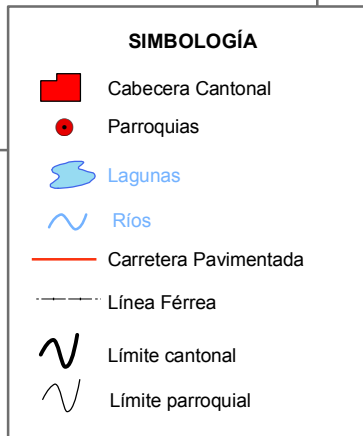 SIMBOLOGÍA
Cabecera Cantonal
Parroquias
Lagunas
Ríos
Carretera Pavimentada
Línea Férrea
Límite cantonal
Límite parroquial